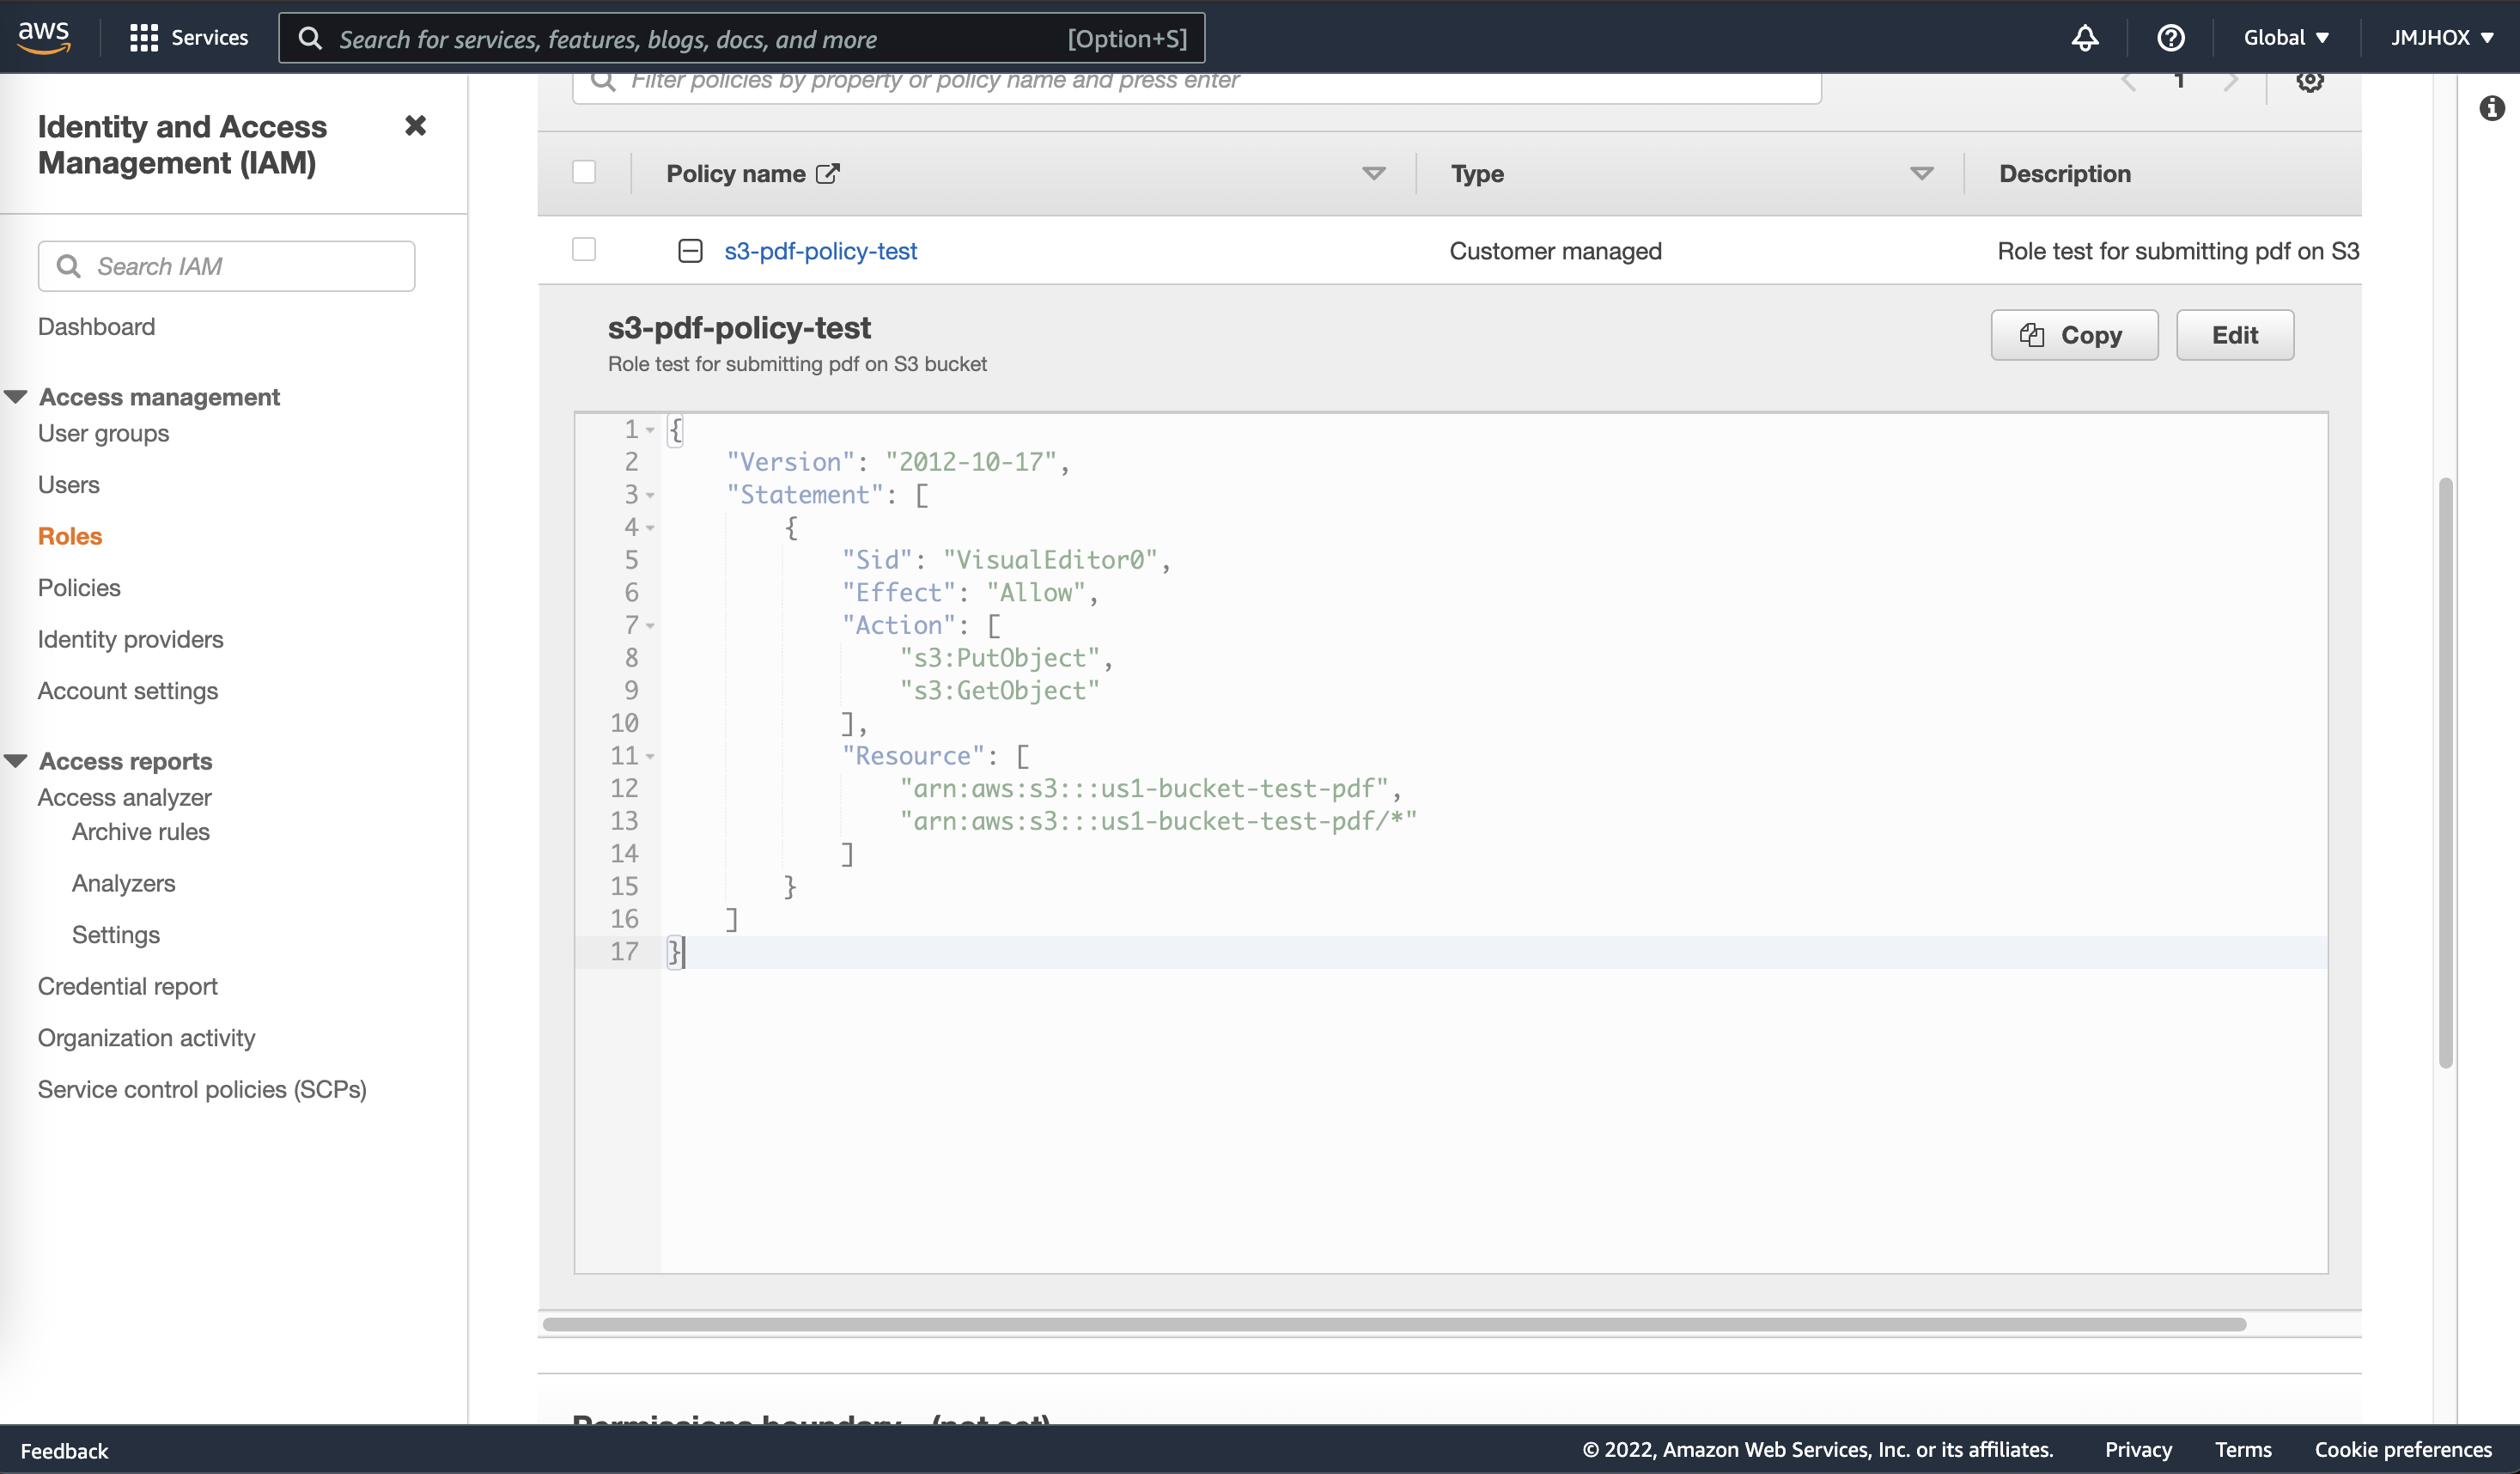 aws
Services
Search for services, features, blogs, docs, and more
[Option+S]
Global
JMJHOX
Identity and Access
Management (IAM)
Search IAM
Dashboard
Access management
User groups
Users
Roles
Policies
Identity providers
Account settings
Access reports
Access analyzer
Archive rules
Analyzers
Settings
Credential report
Organization activity
Service control policies (SCPs)
Filter policies by property or policy name and press enter
1
Policy name
Type
Description
s3-pdf-policy-test
Customer managed
Role test for submitting pdf on S3
s3-pdf-policy-test
Role test for submitting pdf on S3 bucket
Copy
Edit
1 {
2 "Version": "2012-10-17",
3 "Statement": [
4 {
5 "Sid": "VisualEditor0",
6 "Effect": "Allow",
7 "Action": [
8 "s3:PutObject",
9 "s3:GetObject"
10 ],
11 "Resource": [
12 "arn:aws:s3:::us1-bucket-test-pdf",
13 "arn:aws:s3:::us1-bucket-test-pdf/*"
14 ]
15 }
16 ]
17 }
Permissions boundary - (not set)
Feedback
© 2022, Amazon Web Services, Inc. or its affiliates.
Privacy
Terms
Cookie preferences